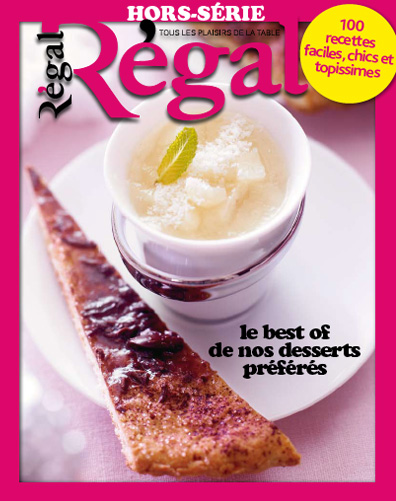 HORS-SÉRIE
Régal
TOUS LES PLAISIRS DE LA TABLE
Régal
100
recettes
faciles, chics et
topissimes
le best of
de nos desserts
préférés